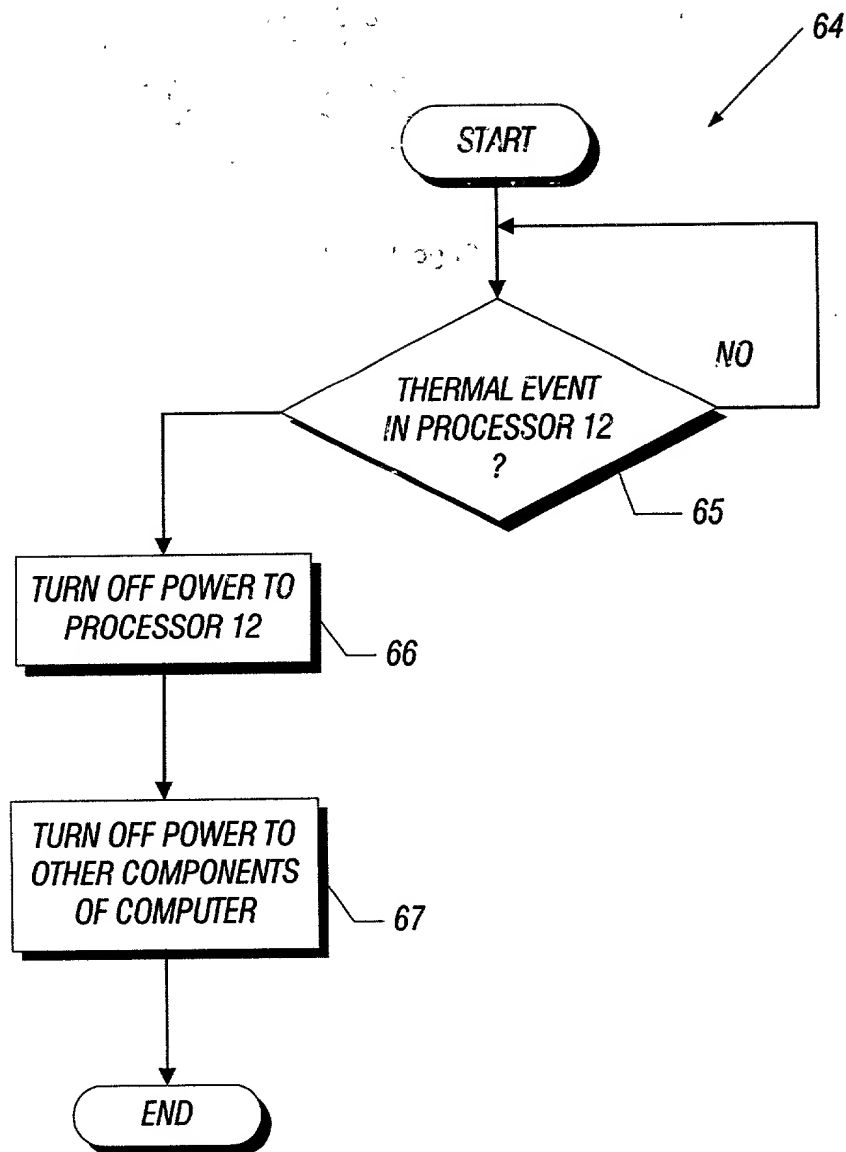 64
START
NO
THERMAL EVENT
IN PROCESSOR 12
?
65
TURN OFF POWER TO
PROCESSOR 12
66
TURN OFF POWER TO
OTHER COMPONENTS
OF COMPUTER
67
END